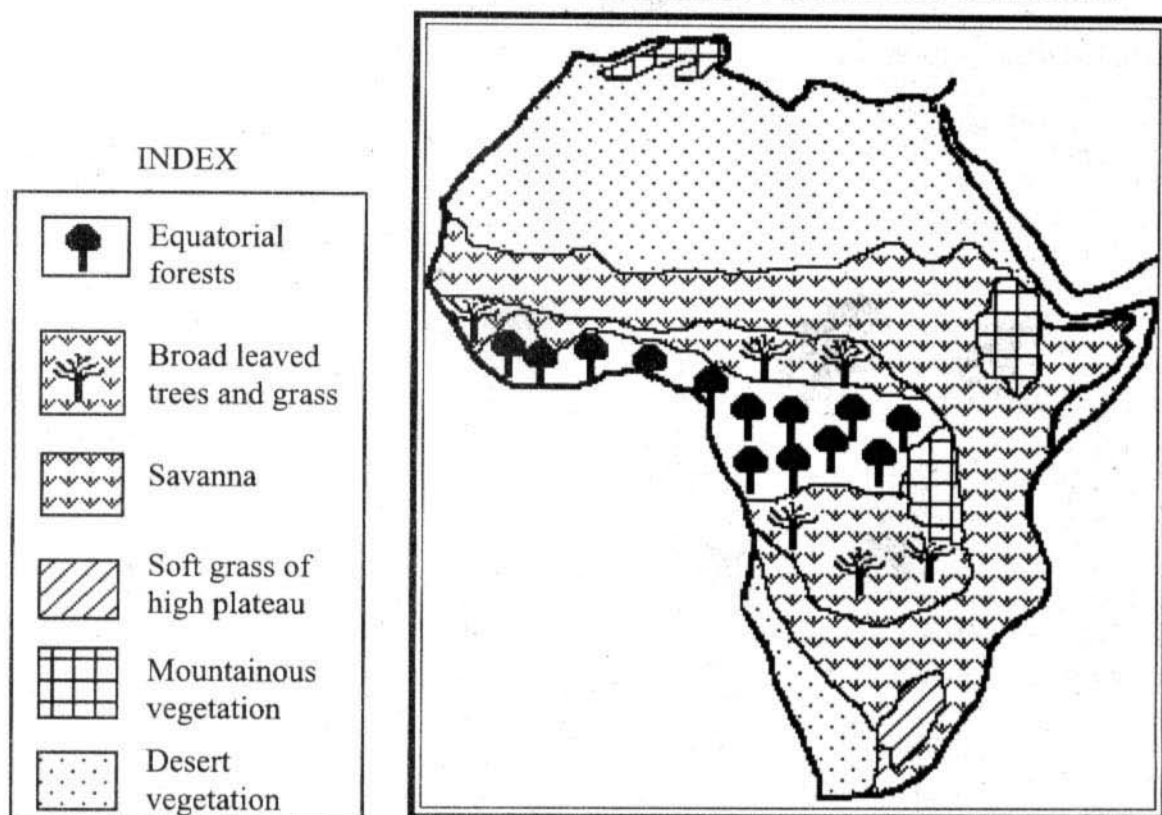 INDEX
Equatorial
forests
Broad leaved
trees and grass
Savanna
Soft grass of
high plateau
Mountainous
vegetation
Desert
vegetation